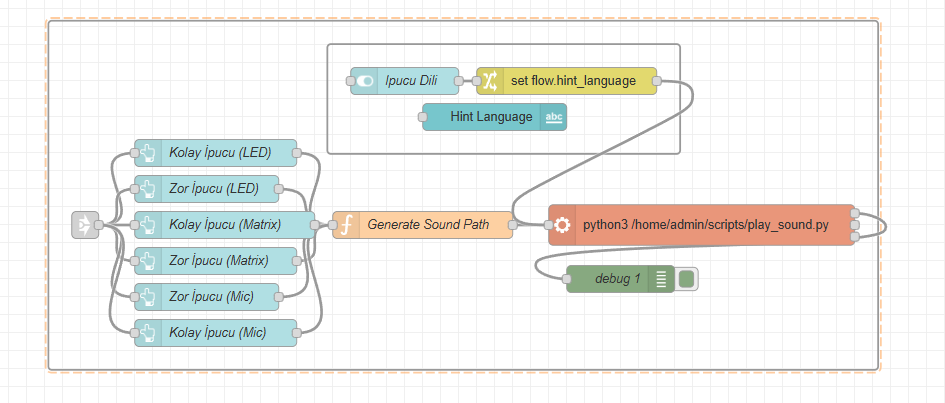 Ipucu Dili
set flow.hint_language
Hint Language
abc
Kolay İpucu (LED)
Zor İpucu (LED)
Kolay İpucu (Matrix)
Generate Sound Path
python3 /home/admin/scripts/play_sound.py
Zor İpucu (Matrix)
debug 1
Zor İpucu (Mic)
Kolay İpucu (Mic)